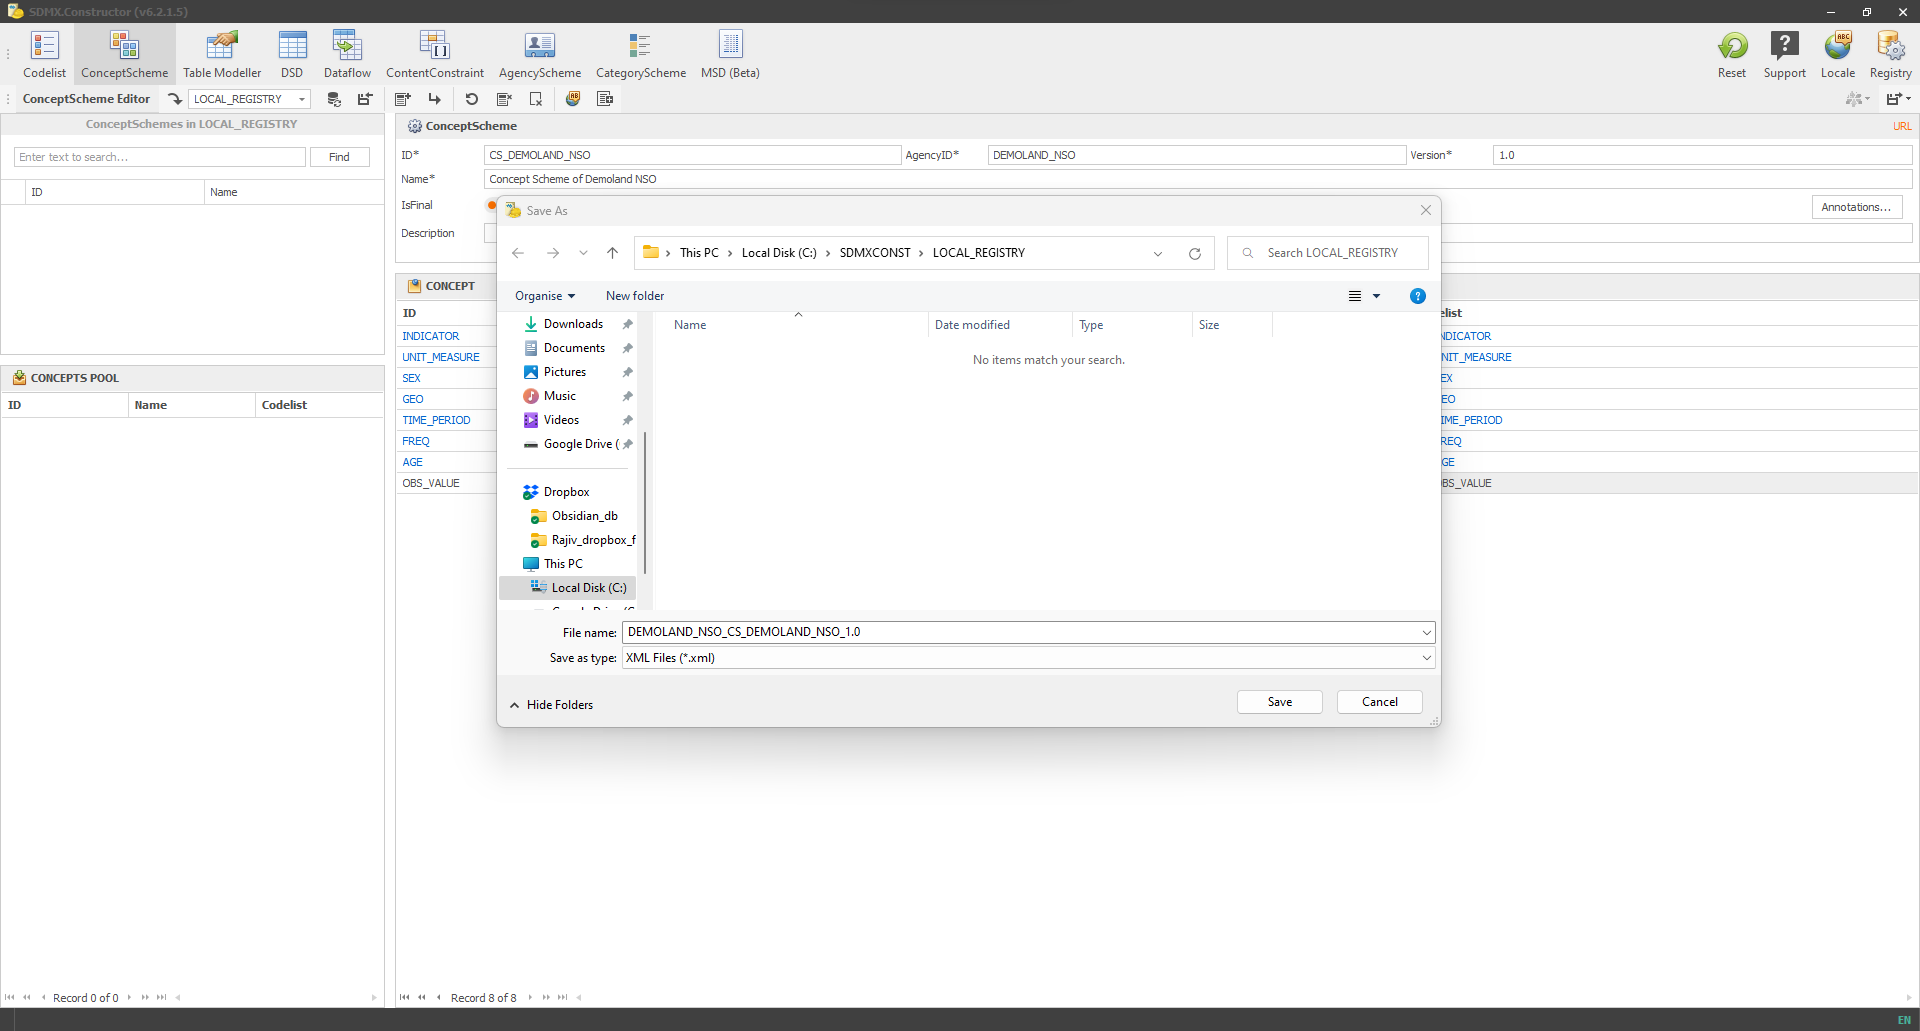 SDMX.Constructor (v6.2.1.5)
Codelist
ConceptScheme
Table Modeller
DSD
Dataflow
ContentConstraint
AgencyScheme
CategoryScheme
MSD (Beta)
Reset
Support
Locale
Registry
ConceptScheme Editor
LOCAL_REGISTRY
ConceptSchemes in LOCAL_REGISTRY
Enter text to search...
Find
ID
Name
CONCEPTS POOL
ID
Name
Codelist
Record 0 of 0
ConceptScheme
URL
ID*
CS_DEMOLAND_NSO
AgencyID*
DEMOLAND_NSO
Version*
1.0
Name*
Concept Scheme of Demoland NSO
IsFinal
Annotations...
Description
CONCEPT
ID
INDICATOR
UNIT_MEASURE
SEX
GEO
TIME_PERIOD
FREQ
AGE
OBS_VALUE
elist
NDICATOR
NIT_MEASURE
EX
EO
IME_PERIOD
REQ
GE
BS_VALUE
Record 8 of 8
Save As
This PC > Local Disk (C:) > SDMXCONST > LOCAL_REGISTRY
Search LOCAL_REGISTRY
Organise
New folder
Downloads
Documents
Pictures
Music
Videos
Google Drive (
Dropbox
Obsidian_db
Rajiv_dropbox_f
This PC
Local Disk (C:)
Name
Date modified
Type
Size
No items match your search.
File name:
DEMOLAND_NSO_CS_DEMOLAND_NSO_1.0
Save as type:
XML Files (*.xml)
Hide Folders
Save
Cancel
EN